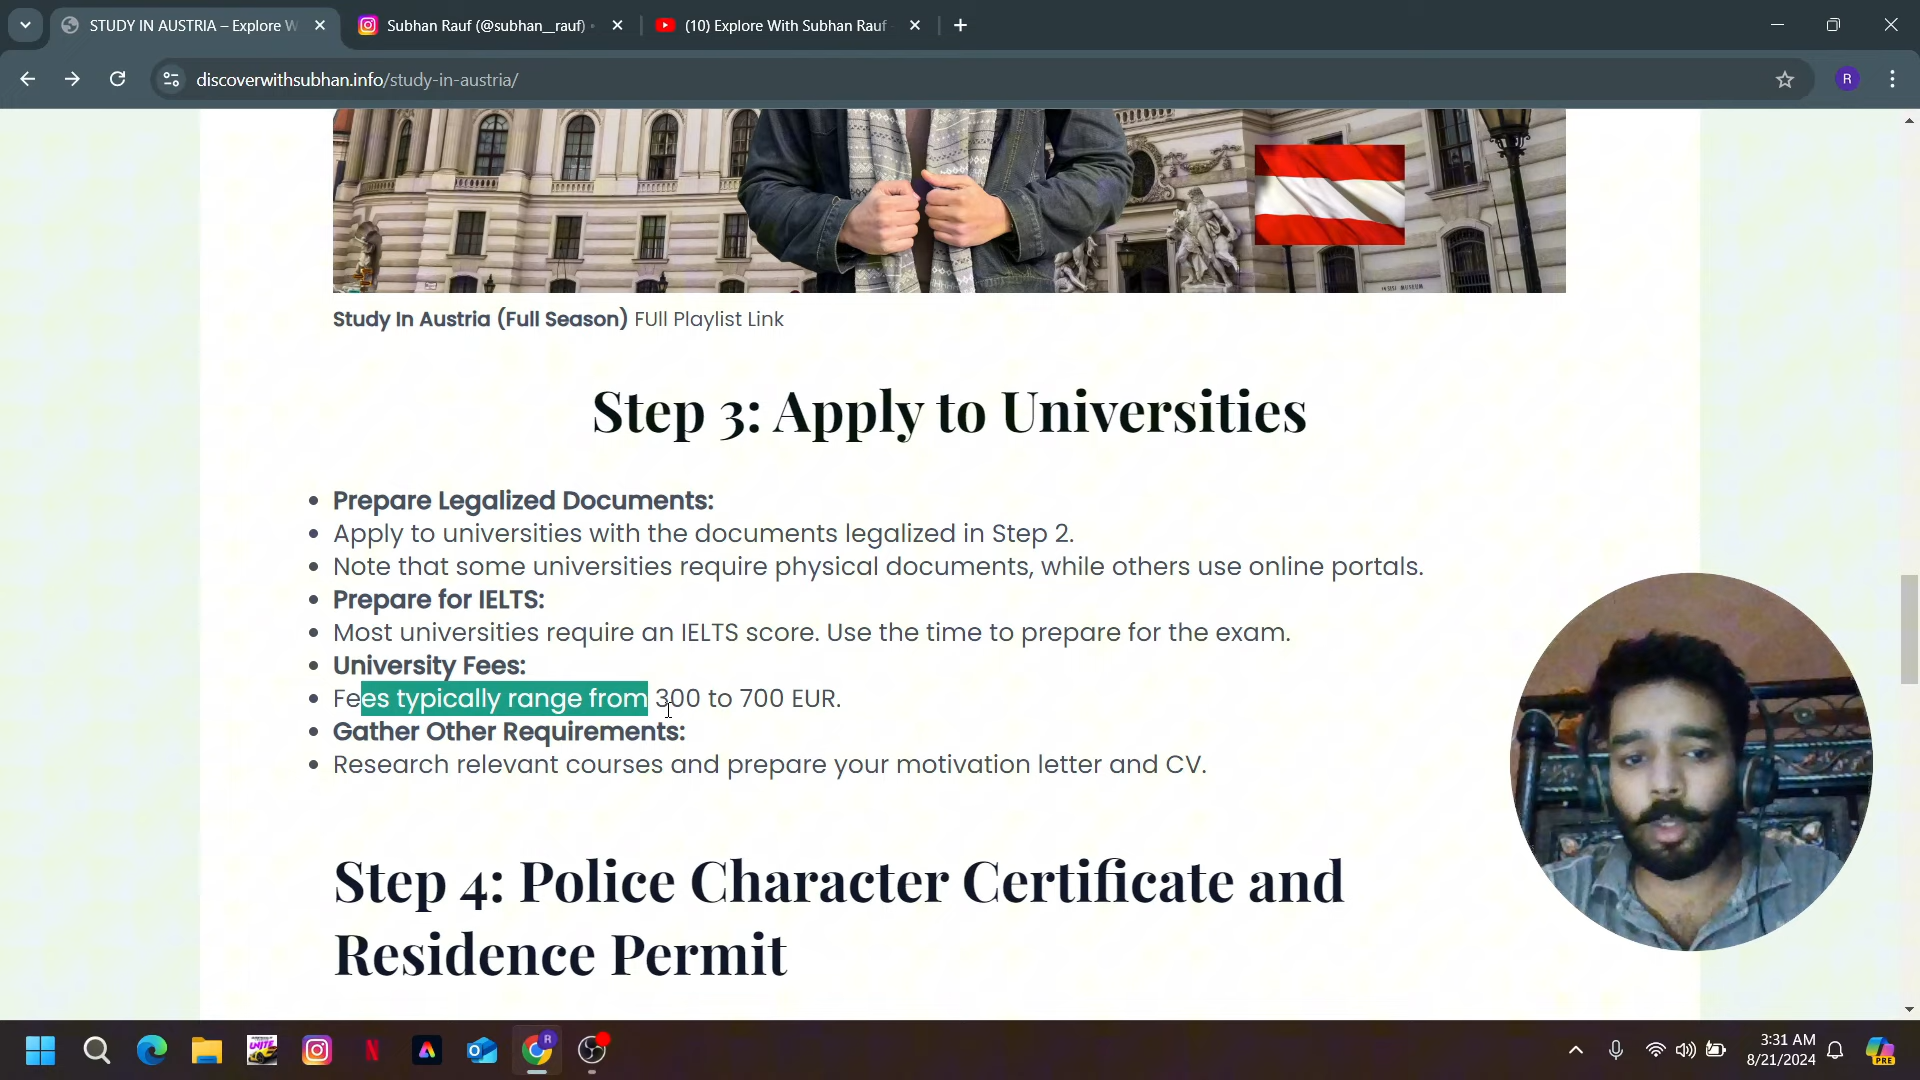 STUDY IN AUSTRIA – Explore W
Subhan Rauf (@subhan__rauf) •
(10) Explore With Subhan Rauf
discoverwithsubhan.info/study-in-austria/
R
Study In Austria (Full Season) FUll Playlist Link
Step 3: Apply to Universities
• Prepare Legalized Documents:
• Apply to universities with the documents legalized in Step 2.
• Note that some universities require physical documents, while others use online portals.
• Prepare for IELTS:
• Most universities require an IELTS score. Use the time to prepare for the exam.
• University Fees:
• Fees typically range from 300 to 700 EUR.
• Gather Other Requirements:
• Research relevant courses and prepare your motivation letter and CV.
Step 4: Police Character Certificate and
Residence Permit
UNITE
N
R
3:31 AM
8/21/2024
PRE